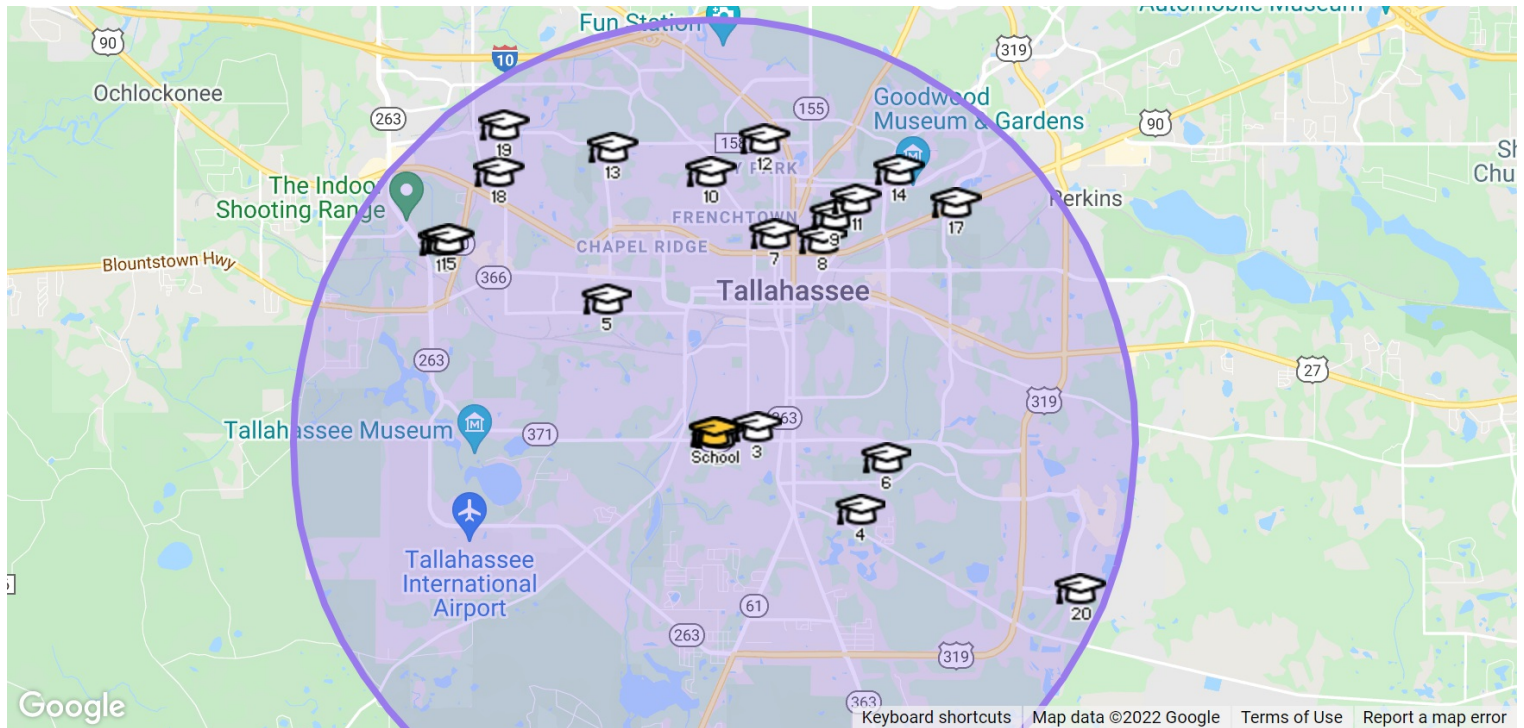 Fun Station
Automobile Museum
90
319
10
Ochlockonee
263
155
Goodwood
Museum & Gardens
90
19
13
12
158
Y PARK
The Indoor
Shooting Range
18
10
14
Perkins
FRENCHTOWN
11
17
CHAPEL RIDGE
7
9
8
115
Blountstown Hwy
366
Tallahassee
5
263
27
319
Tallahassee Museum
371
363
School
3
6
4
Tallahassee
International
Airport
20
61
263
319
363
Google
Keyboard shortcuts
Map data ©2022 Google
Terms of Use
Report a map error